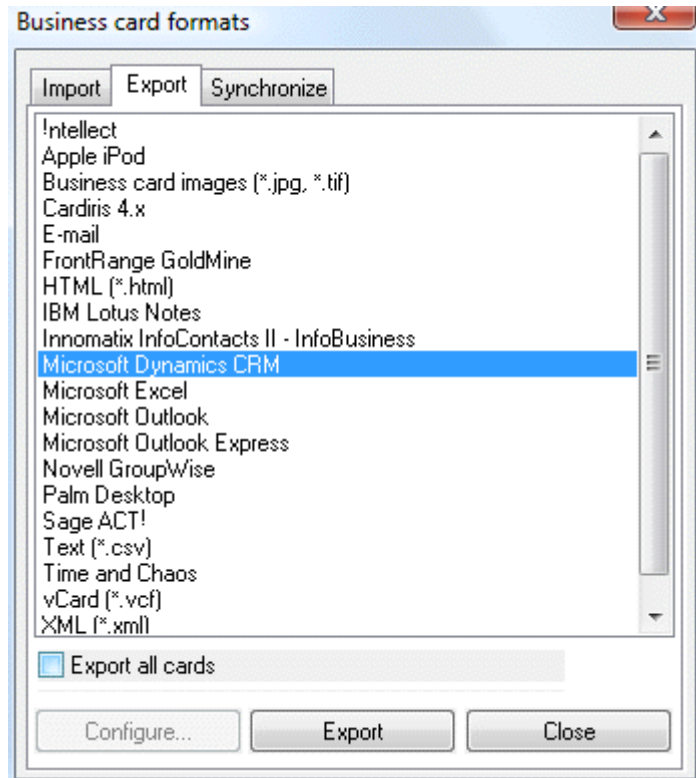 Business card formats
Import Export Synchronize
!ntellect
Apple iPod
Business card images (*.jpg, *.tif)
Cardiris 4.x
E-mail
FrontRange GoldMine
HTML (*.html)
IBM Lotus Notes
Innomatix InfoContacts II - InfoBusiness
Microsoft Dynamics CRM
Microsoft Excel
Microsoft Outlook
Microsoft Outlook Express
Novell GroupWise
Palm Desktop
Sage ACT!
Text (*.csv)
Time and Chaos
vCard (*.vcf)
XML (*.xml)
Export all cards
Configure... Export Close